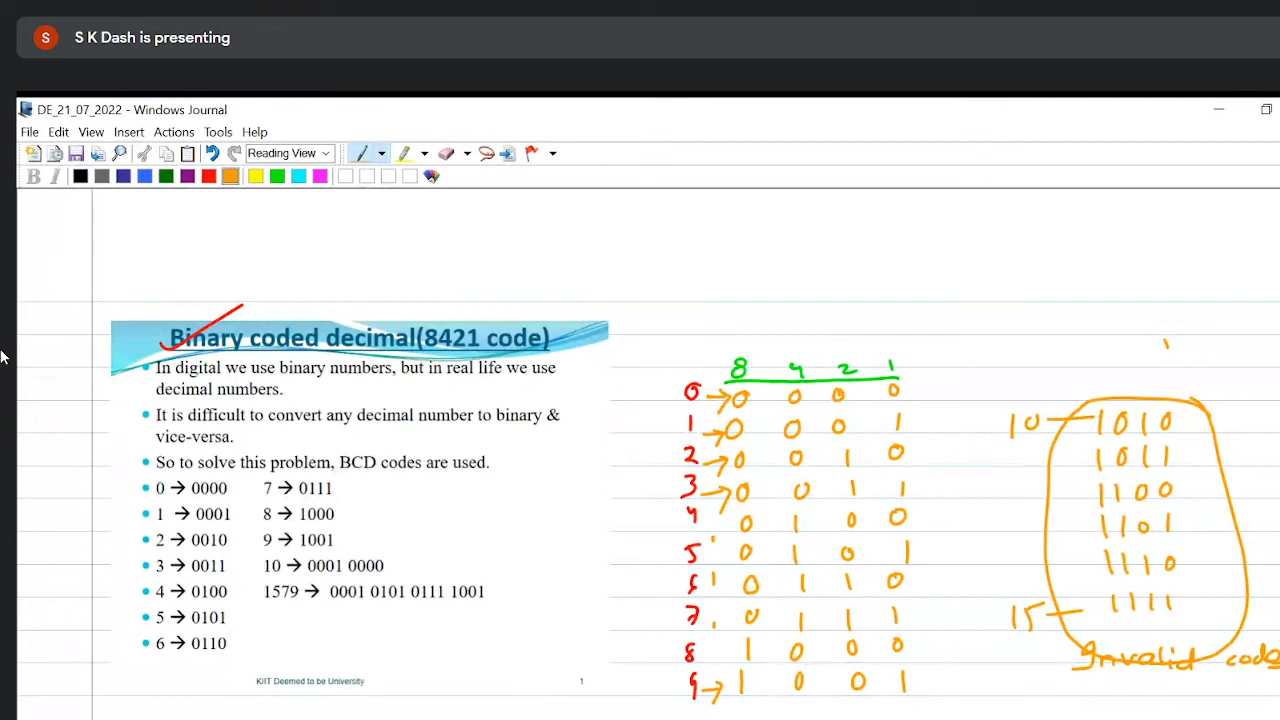 S
S K Dash is presenting
DE_21_07_2022 - Windows Journal
File Edit View Insert Actions Tools Help
Reading View
B I
Binary coded decimal(8421 code)
• In digital we use binary numbers, but in real life we use
decimal numbers.
• It is difficult to convert any decimal number to binary &
vice-versa.
• So to solve this problem, BCD codes are used.
• 0 → 0000 7 → 0111
• 1 → 0001 8 → 1000
• 2 → 0010 9 → 1001
• 3 → 0011 10 → 0001 0000
• 4 → 0100 1579 → 0001 0101 0111 1001
• 5 → 0101
• 6 → 0110
KIIT Deemed to be University 1
8 4 2 1
0 → 0 0 0 0
1 → 0 0 0 1
2 → 0 0 1 0
3 → 0 0 1 1
4 0 1 0 0
5 0 1 0 1
6 0 1 1 0
7 0 1 1 1
8 1 0 0 0
9 → 1 0 0 1
10 — 1010
1011
1100
1101
1110
15 — 1111
Invalid codes